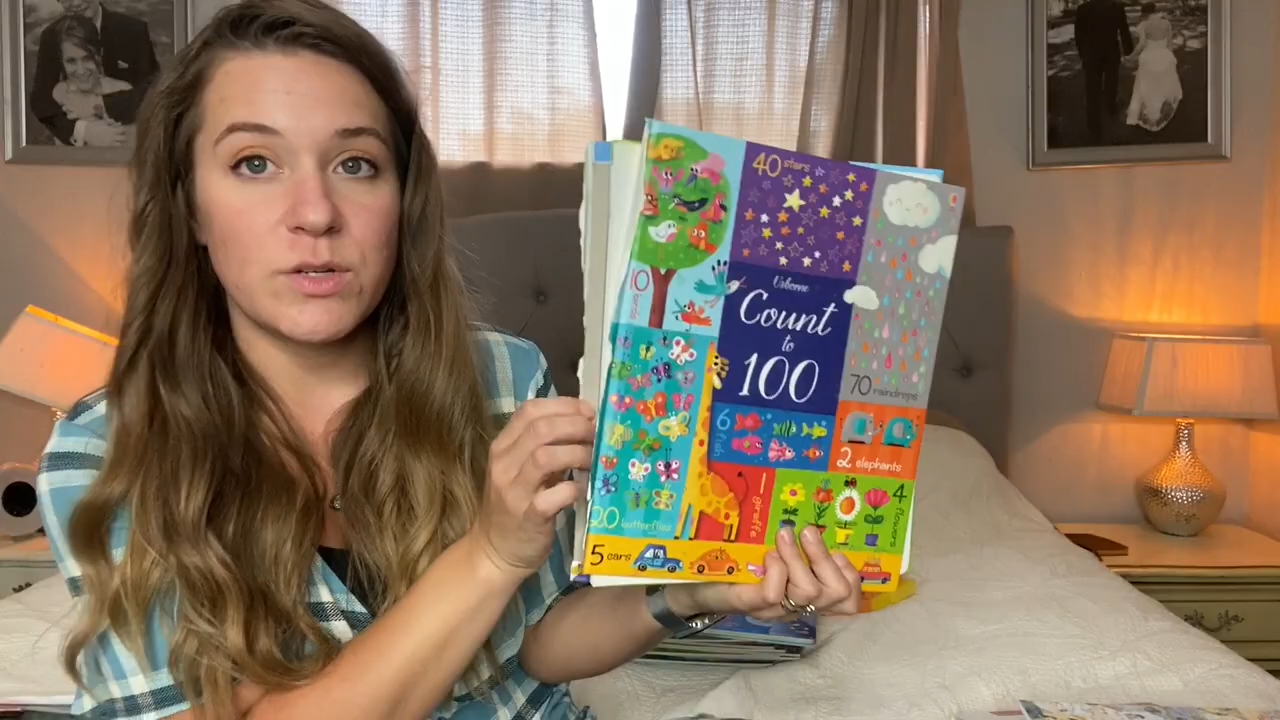 40 stars
10 birds
Usborne
Count
to
100
70 raindrops
6 fish
2 elephants
1 giraffe
4 flowers
20 butterflies
5 cars